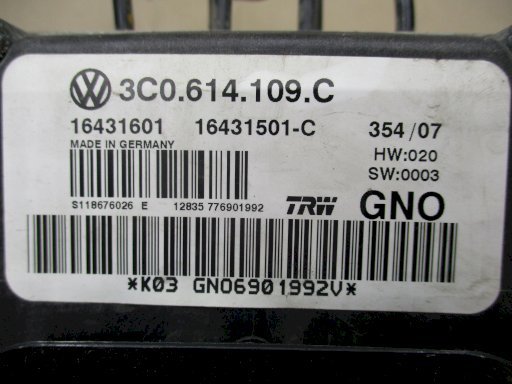 3C0.614.109.C
16431601 16431501-C 354/07
MADE IN GERMANY HW:020
SW:0003
S118676026 E 12835 776901992 TRW GNO
*K03 GNO6901992V*